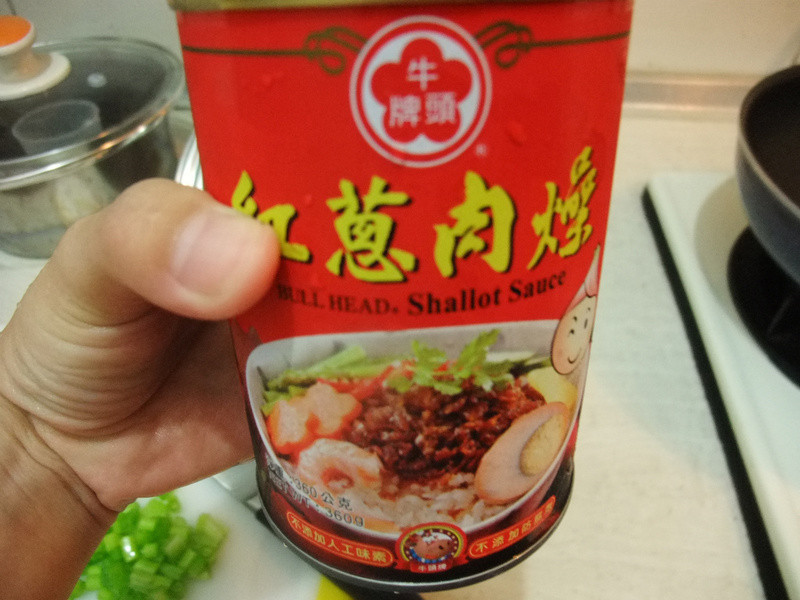 牛
牌頭
紅蔥肉燥
BULL HEAD® Shallot Sauce
360公克
360g
不添加人工味素
牛頭牌
不添加防腐劑